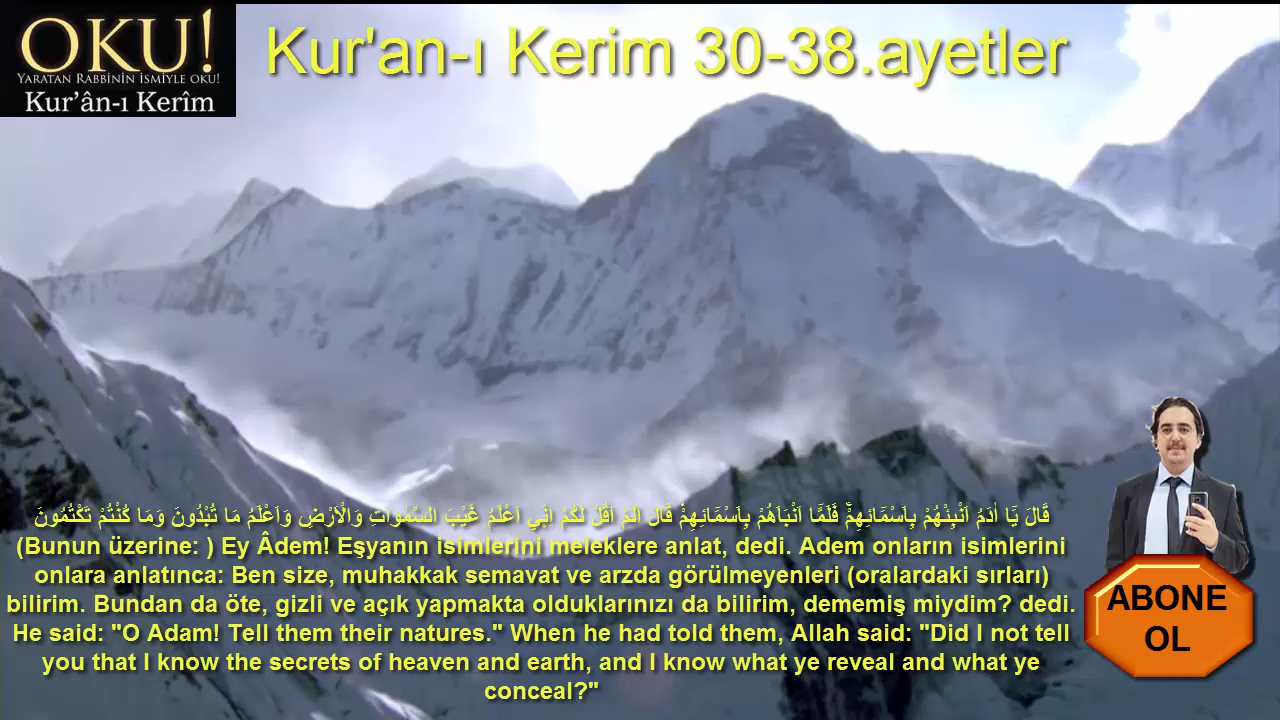 OKU!
YARATAN RABBİNİN İSMİYLE OKU!
Kur'ân-ı Kerîm
Kur'an-ı Kerim 30-38.ayetler
قَالَ يَٓا اٰدَمُ اَنْبِئْهُمْ بِاَسْمَٓائِهِمْۚ فَلَمَّٓا اَنْبَاَهُمْ بِاَسْمَٓائِهِمْۙ قَالَ اَلَمْ اَقُلْ لَكُمْ اِنّ۪ٓي اَعْلَمُ غَيْبَ السَّمٰوَاتِ وَالْاَرْضِۙ وَاَعْلَمُ مَا تُبْدُونَ وَمَا كُنْتُمْ تَكْتُمُونَ
(Bunun üzerine: ) Ey Âdem! Eşyanın isimlerini meleklere anlat, dedi. Adem onların isimlerini
onlara anlatınca: Ben size, muhakkak semavat ve arzda görülmeyenleri (oralardaki sırları)
bilirim. Bundan da öte, gizli ve açık yapmakta olduklarınızı da bilirim, dememiş miydim? dedi.
He said: "O Adam! Tell them their natures." When he had told them, Allah said: "Did I not tell
you that I know the secrets of heaven and earth, and I know what ye reveal and what ye
conceal?"
ABONE
OL